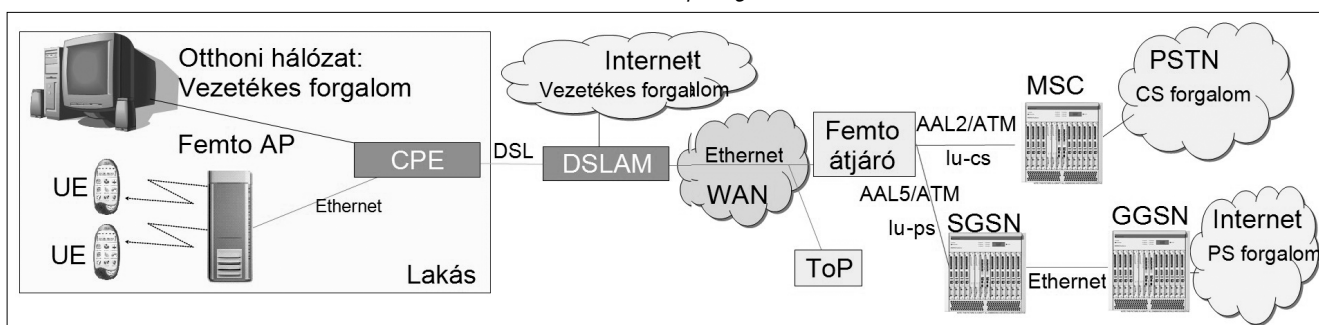 Otthoni hálózat:
Vezetékes forgalom
Femto AP
UE
UE
CPE
Ethernet
Lakás
DSL
Internet
Vezetékes forgalom
DSLAM
Ethernet
WAN
ToP
Femto
átjáró
AAL2/ATM
Iu-cs
AAL5/ATM
Iu-ps
MSC
PSTN
CS forgalom
SGSN
Ethernet
GGSN
Internet
PS forgalom